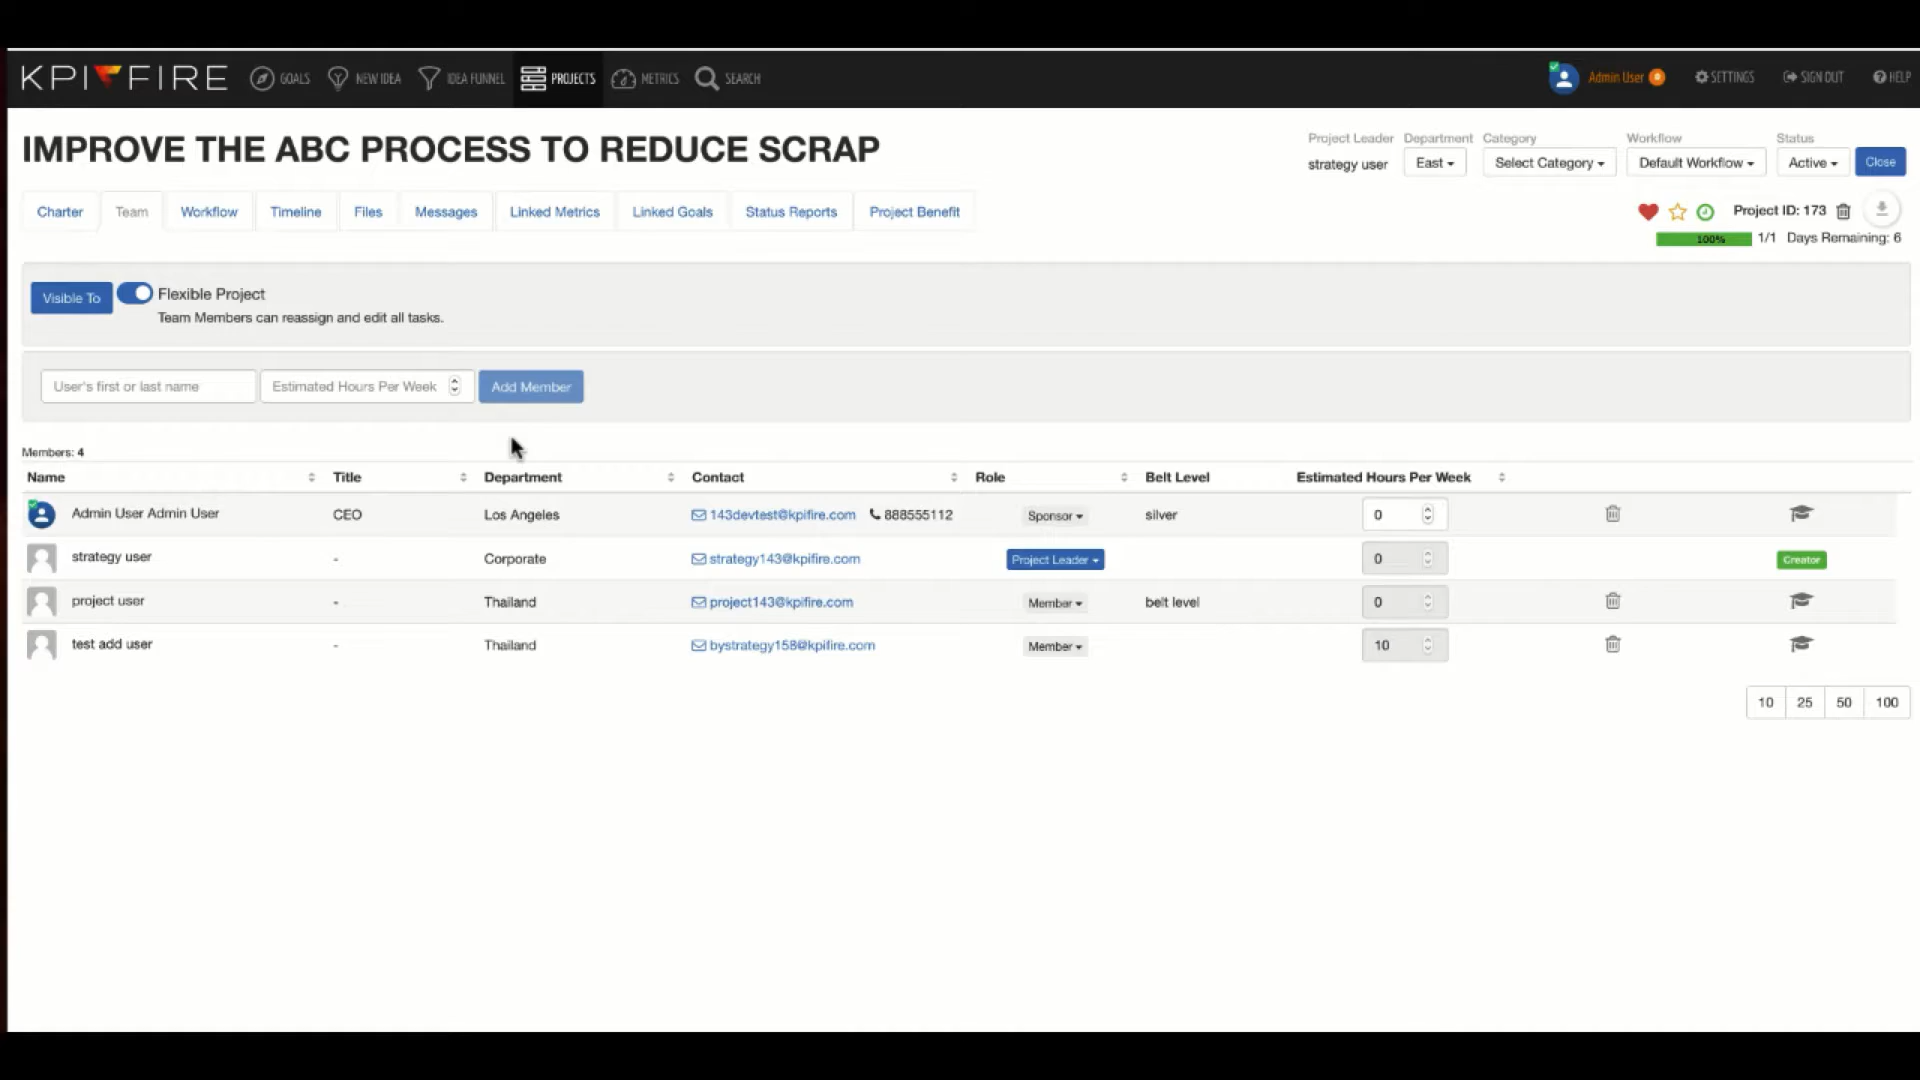 KPI FIRE GOALS NEW IDEA IDEA FUNNEL PROJECTS METRICS SEARCH Admin User SETTINGS SIGN OUT HELP
IMPROVE THE ABC PROCESS TO REDUCE SCRAP
Project Leader Department Category Workflow Status
strategy user East Select Category Default Workflow Active Close
Charter Team Workflow Timeline Files Messages Linked Metrics Linked Goals Status Reports Project Benefit
Project ID: 173
100% 1/1 Days Remaining: 6
Visible To Flexible Project
Team Members can reassign and edit all tasks.
User's first or last name Estimated Hours Per Week Add Member
Members: 4
Name Title Department Contact Role Belt Level Estimated Hours Per Week
Admin User Admin User CEO Los Angeles 143devtest@kpifire.com 888555112 Sponsor silver 0
strategy user - Corporate strategy143@kpifire.com Project Leader 0 Creator
project user - Thailand project143@kpifire.com Member belt level 0
test add user - Thailand bystrategy158@kpifire.com Member 10
10 25 50 100